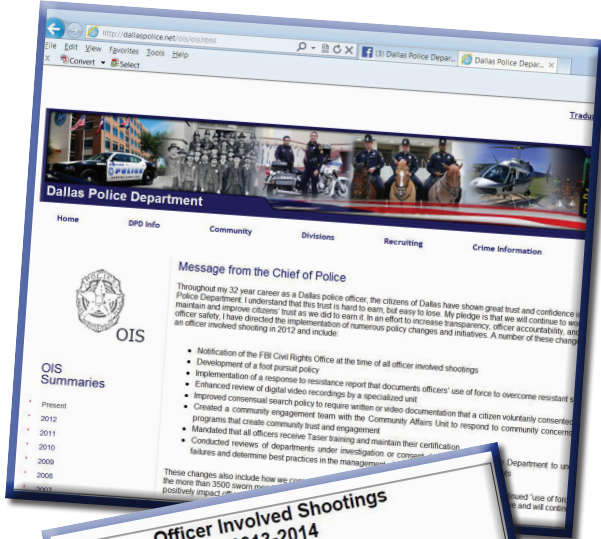 http://dallaspolice.net/ois/ois.html
(3) Dallas Police Depar...
Dallas Police Depar...
File Edit View Favorites Tools Help
X Convert Select
Tradu
Dallas Police Department
Home DPD Info Community Divisions Recruiting Crime Information
OIS
OIS
Summaries
Present
2012
2011
2010
2009
2008
2007
Message from the Chief of Police
Throughout my 32 year career as a Dallas police officer, the citizens of Dallas have shown great trust and confidence i
Police Department. I understand that this trust is hard to earn, but easy to lose. My pledge is that we will continue to wo
maintain and improve citizens' trust as we did to earn it. In an effort to increase transparency, officer accountability, and
officer safety, I have directed the implementation of numerous policy changes and initiatives. A number of these change
an officer involved shooting in 2012 and include:
• Notification of the FBI Civil Rights Office at the time of all officer involved shootings
• Development of a foot pursuit policy
• Implementation of a response to resistance report that documents officers' use of force to overcome resistant s
• Enhanced review of digital video recordings by a specialized unit
• Improved consensual search policy to require written or video documentation that a citizen voluntarily consented
• Created a community engagement team with the Community Affairs Unit to respond to community concerns
programs that create community trust and engagement
• Mandated that all officers receive Taser training and maintain their certification
• Conducted reviews of departments under investigation or consent Department to un
failures and determine best practices in the management
These changes also include how we co nued "use of forc
the more than 3500 sworn me e and will contin
positively impact off
Officer Involved Shootings
2013-2014